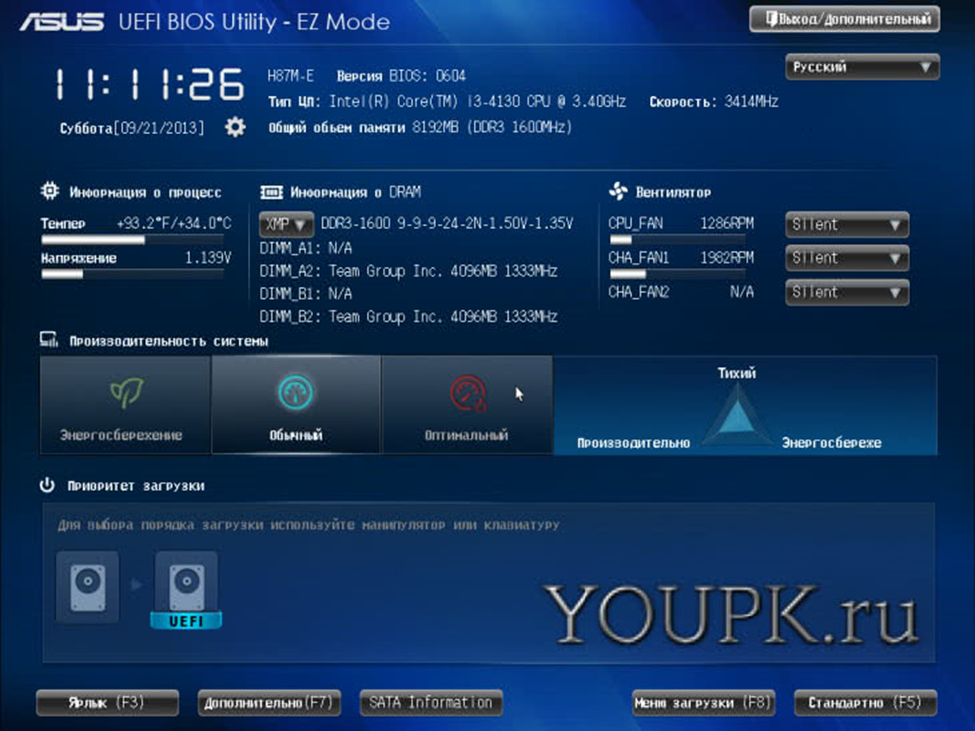 ASUS UEFI BIOS Utility - EZ Mode
Выход/Дополнительный
Русский
11:11:26
Суббота[09/21/2013]
H87M-E Версия BIOS: 0604
Тип ЦП: Intel(R) Core(TM) i3-4130 CPU @ 3.40GHz Скорость: 3414MHz
Общий объем памяти 8192MB (DDR3 1600MHz)
Информация о процесс
Темпер +93.2°F/+34.0°C
Напряжение 1.139V
Информация о DRAM
XMP DDR3-1600 9-9-9-24-2N-1.50V-1.35V
DIMM_A1: N/A
DIMM_A2: Team Group Inc. 4096MB 1333MHz
DIMM_B1: N/A
DIMM_B2: Team Group Inc. 4096MB 1333MHz
Вентилятор
CPU_FAN 1286RPM Silent
CHA_FAN1 1982RPM Silent
CHA_FAN2 N/A Silent
Производительность системы
Энергосбережение
Обычный
Оптимальный
Тихий
Производительно
Энергосбереже
Приоритет загрузки
Для выбора порядка загрузки используйте манипулятор или клавиатуру
UEFI
YOUPK.ru
Ярлык (F3)
Дополнительно(F7)
SATA Information
Меню загрузки (F8)
Стандартно (F5)